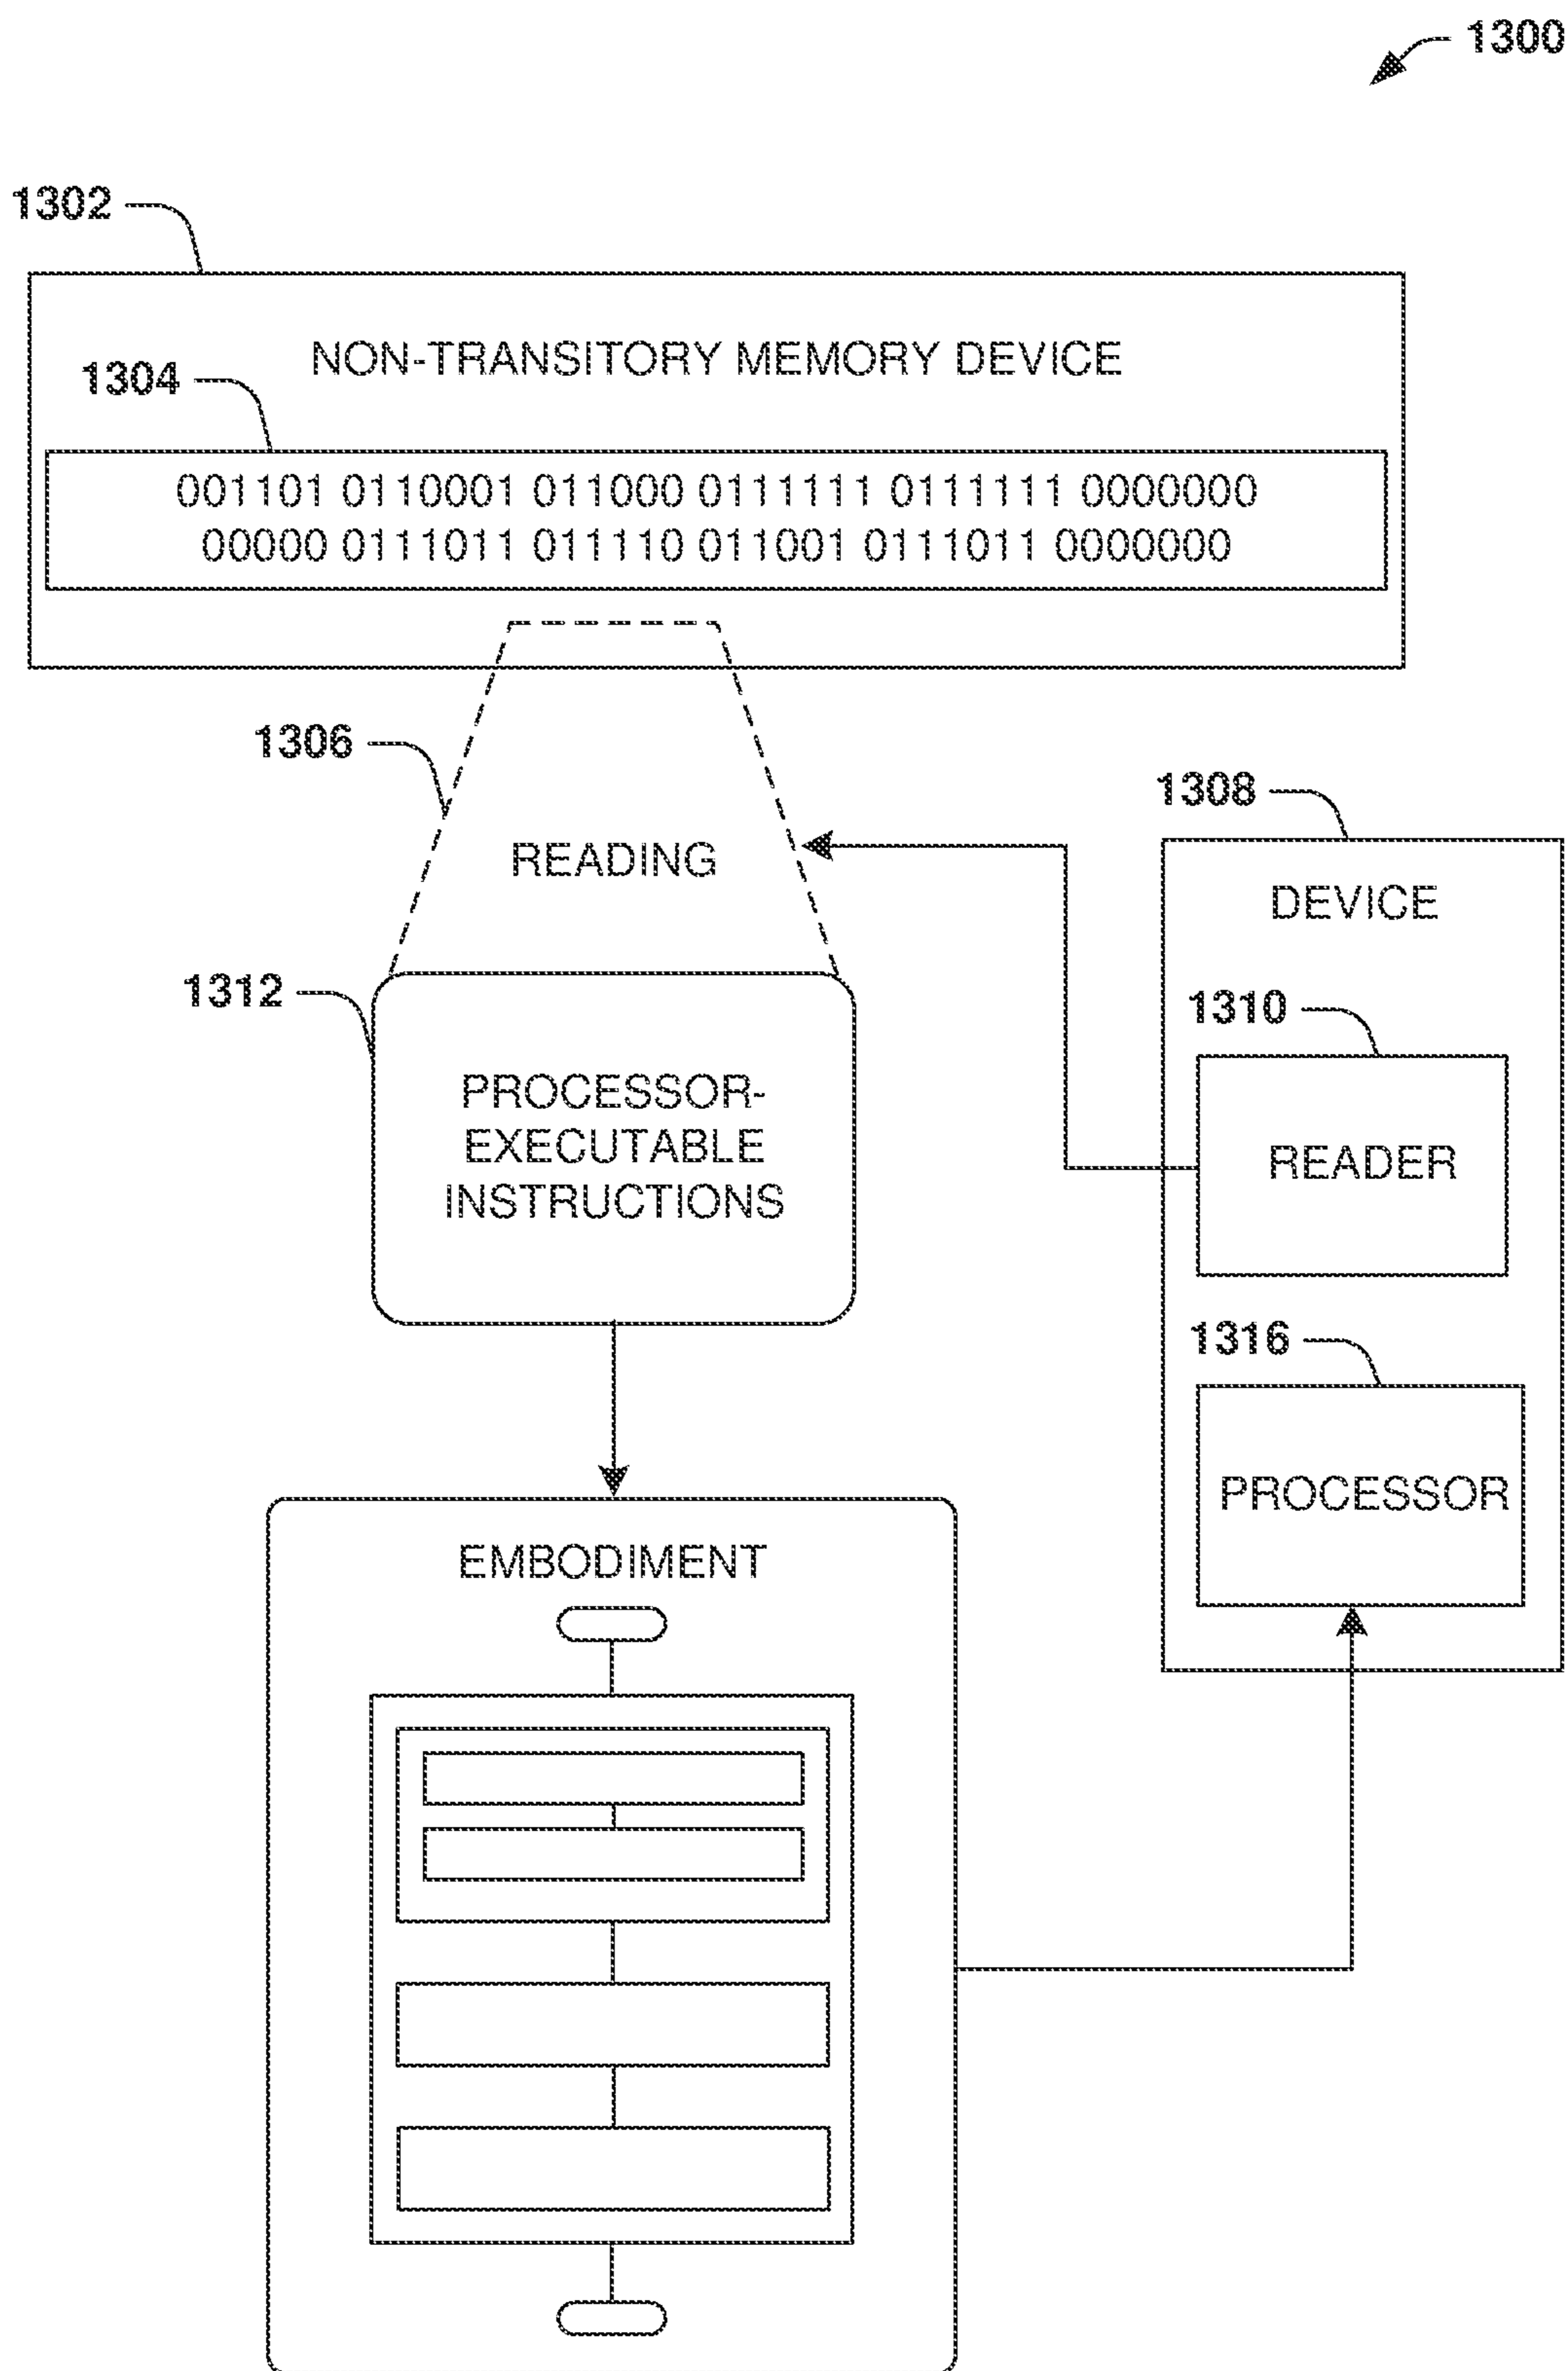 1300
1302
NON-TRANSITORY MEMORY DEVICE
1304
001101 0110001 011000 0111111 0111111 0000000
00000 0111011 011110 011001 0111011 0000000
1306
READING
1308
DEVICE
1310
READER
1312
PROCESSOR-
EXECUTABLE
INSTRUCTIONS
1316
PROCESSOR
EMBODIMENT